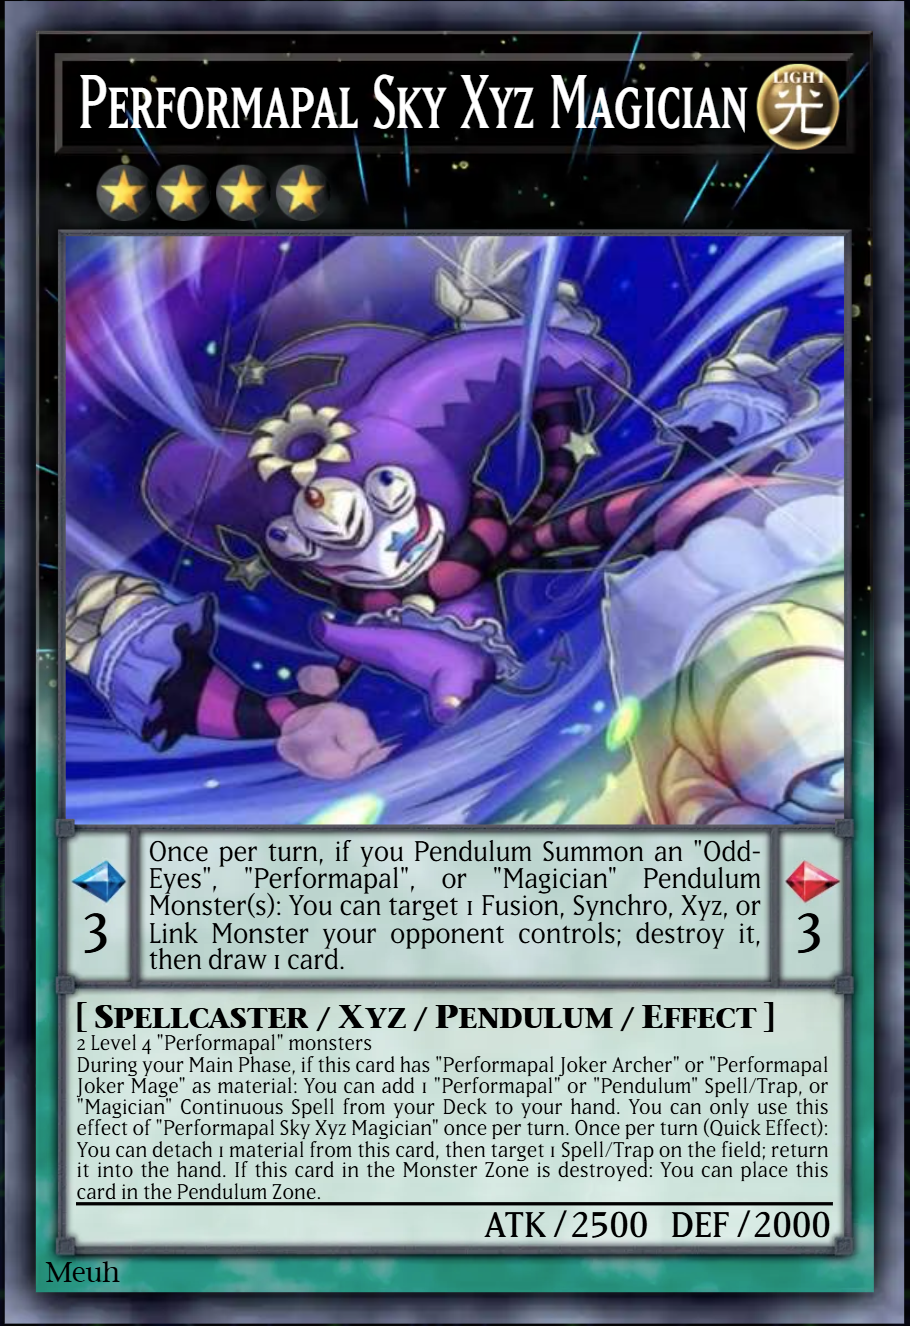 Performapal Sky Xyz Magician
LIGHT
光
Once per turn, if you Pendulum Summon an "Odd-
Eyes", "Performapal", or "Magician" Pendulum
Monster(s): You can target 1 Fusion, Synchro, Xyz, or
Link Monster your opponent controls; destroy it,
then draw 1 card.
3
3
[ Spellcaster / Xyz / Pendulum / Effect ]
2 Level 4 "Performapal" monsters
During your Main Phase, if this card has "Performapal Joker Archer" or "Performapal
Joker Mage" as material: You can add 1 "Performapal" or "Pendulum" Spell/Trap, or
"Magician" Continuous Spell from your Deck to your hand. You can only use this
effect of "Performapal Sky Xyz Magician" once per turn. Once per turn (Quick Effect):
You can detach 1 material from this card, then target 1 Spell/Trap on the field; return
it into the hand. If this card in the Monster Zone is destroyed: You can place this
card in the Pendulum Zone.
ATK/2500 DEF/2000
Meuh